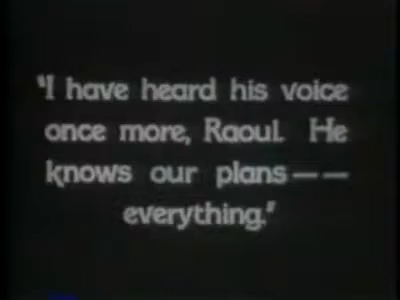 "I have heard his voice
once more, Raoul. He
knows our plans——
everything."